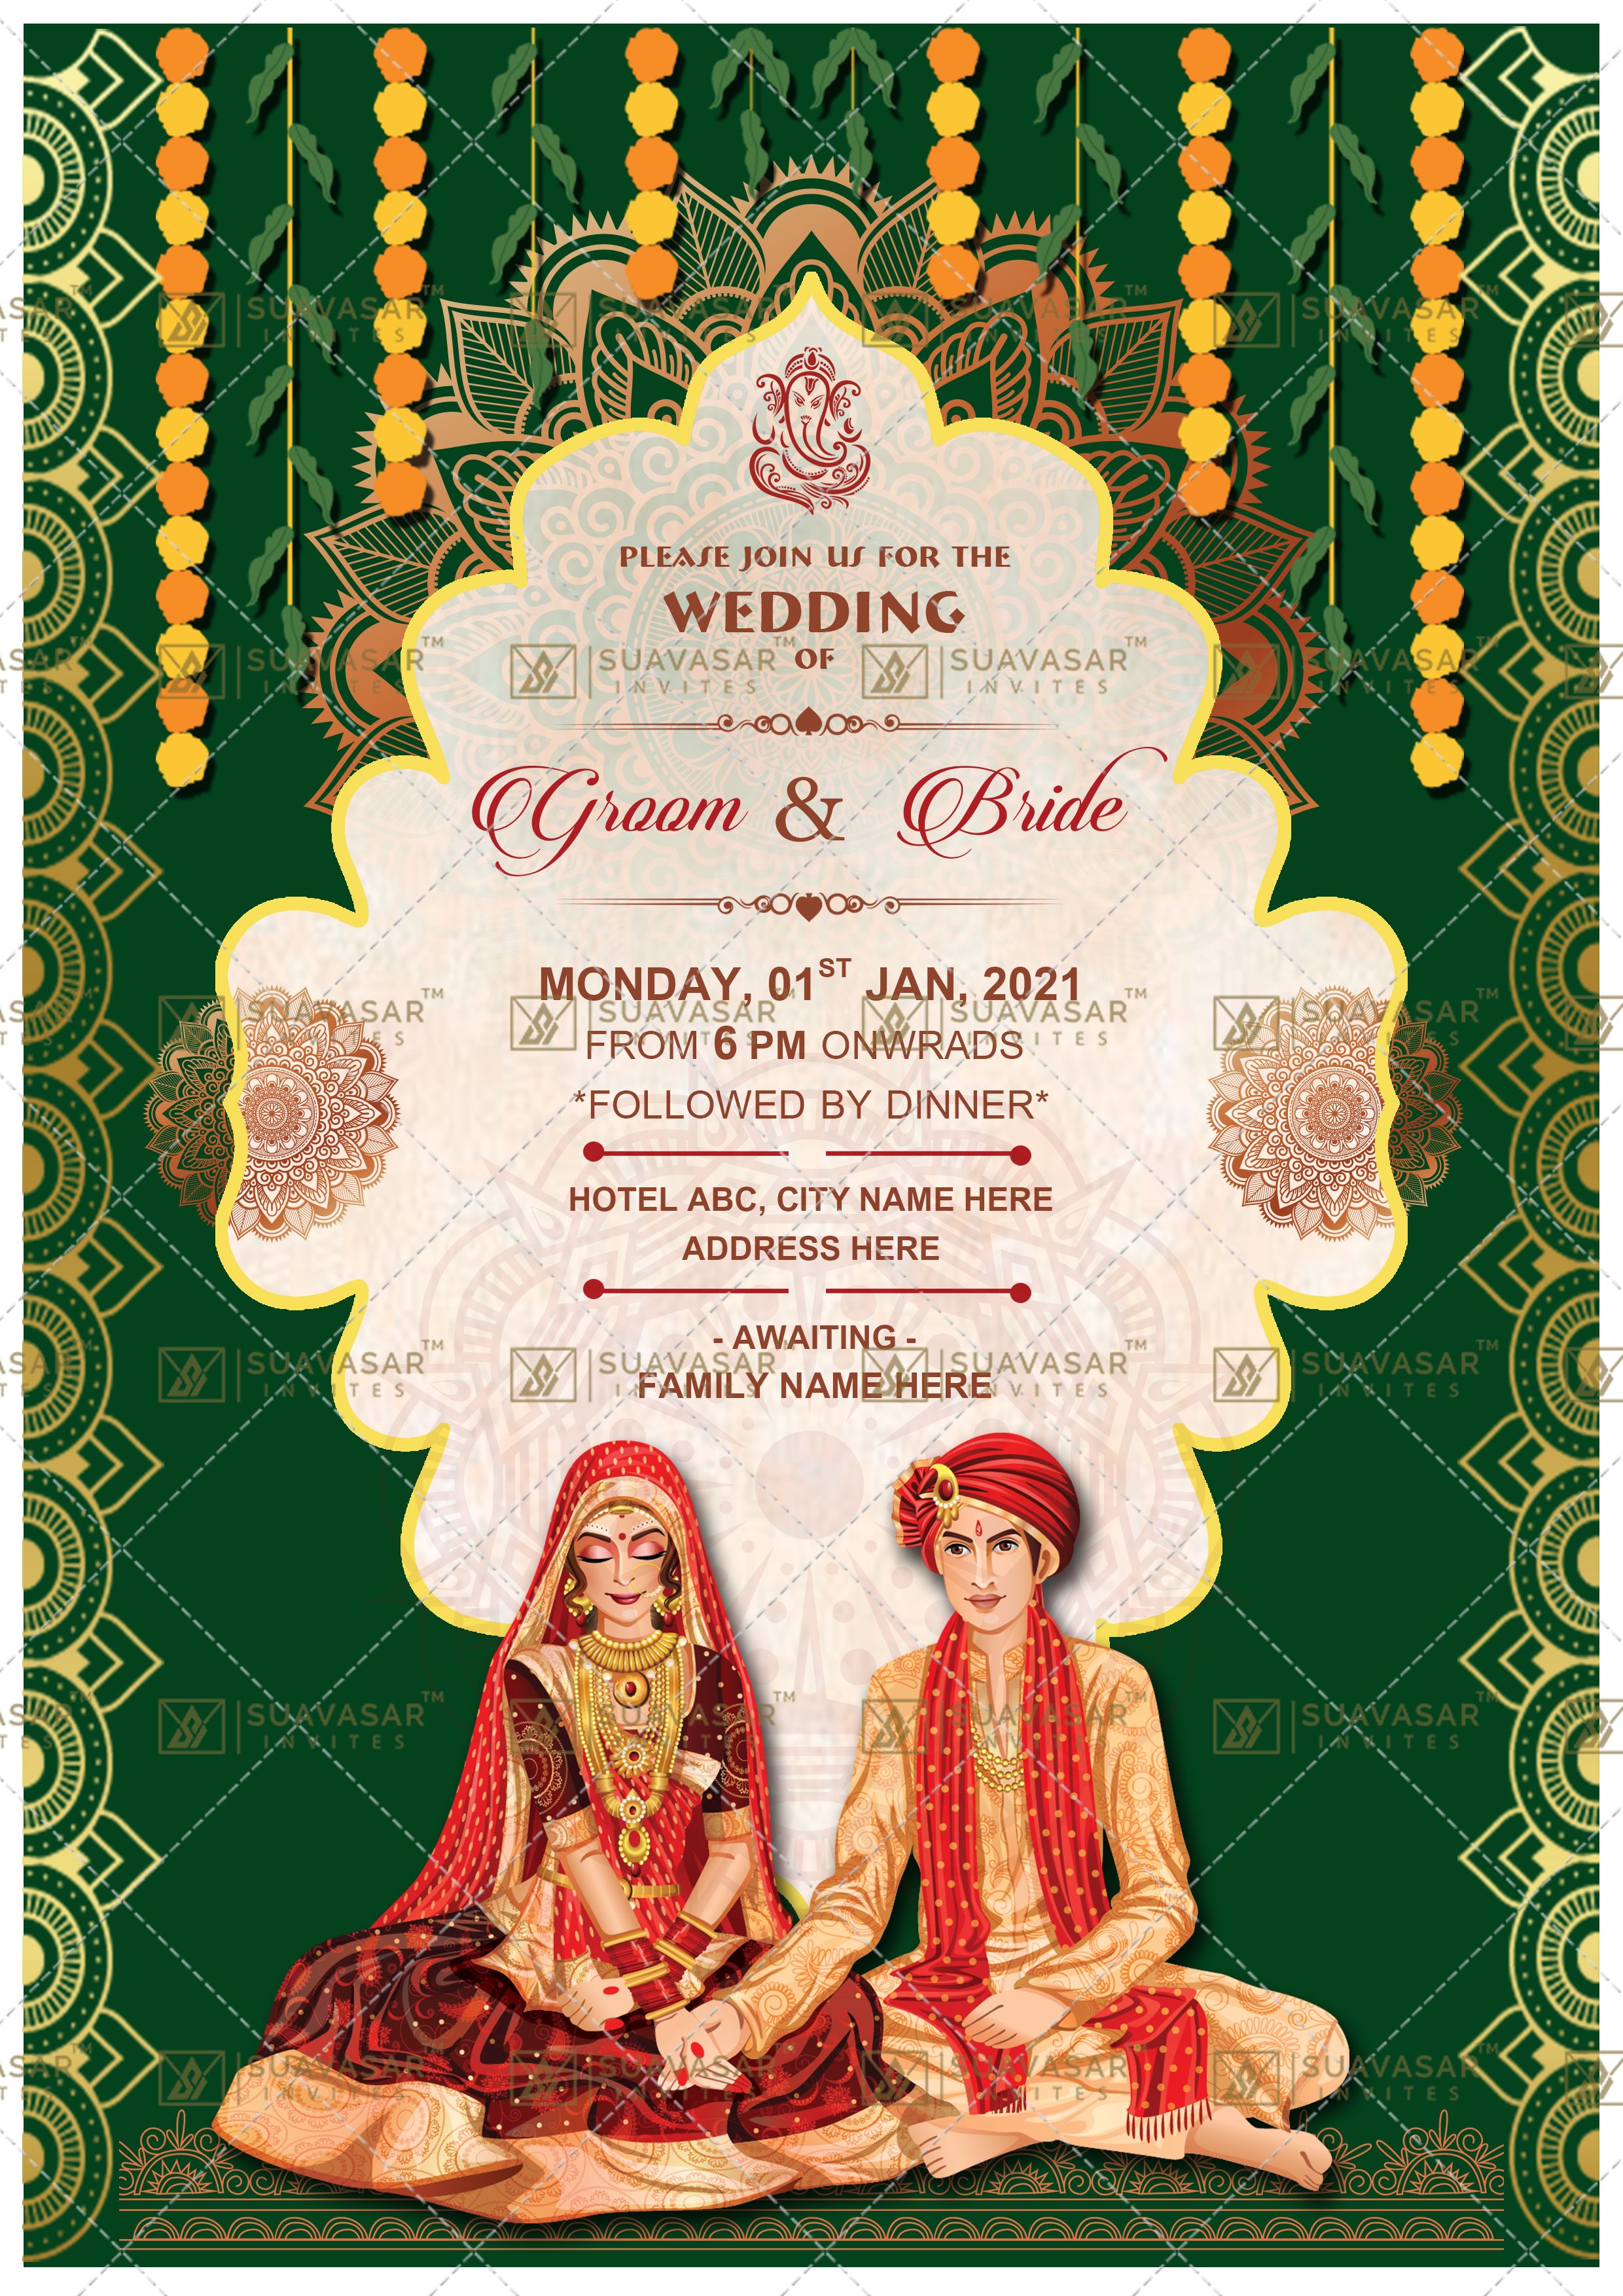 PLEASE JOIN US FOR THE
WEDDING
OF
Groom & Bride
MONDAY, 01ST JAN, 2021
FROM 6 PM ONWRADS
*FOLLOWED BY DINNER*
HOTEL ABC, CITY NAME HERE
ADDRESS HERE
- AWAITING -
FAMILY NAME HERE
SUAVASAR™
INVITES